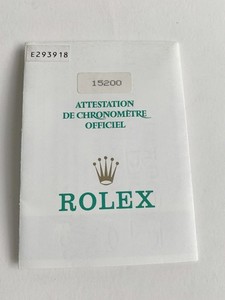 E293918
15200
ATTESTATION
DE CHRONOMÈTRE
OFFICIEL
ROLEX